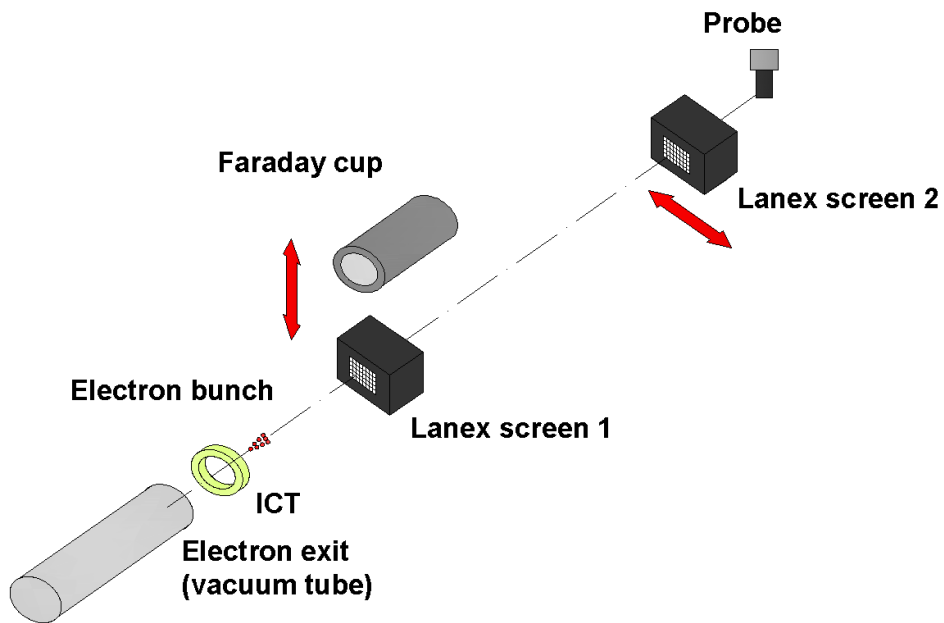 Probe
Faraday cup
Lanex screen 2
Electron bunch
Lanex screen 1
ICT
Electron exit
(vacuum tube)